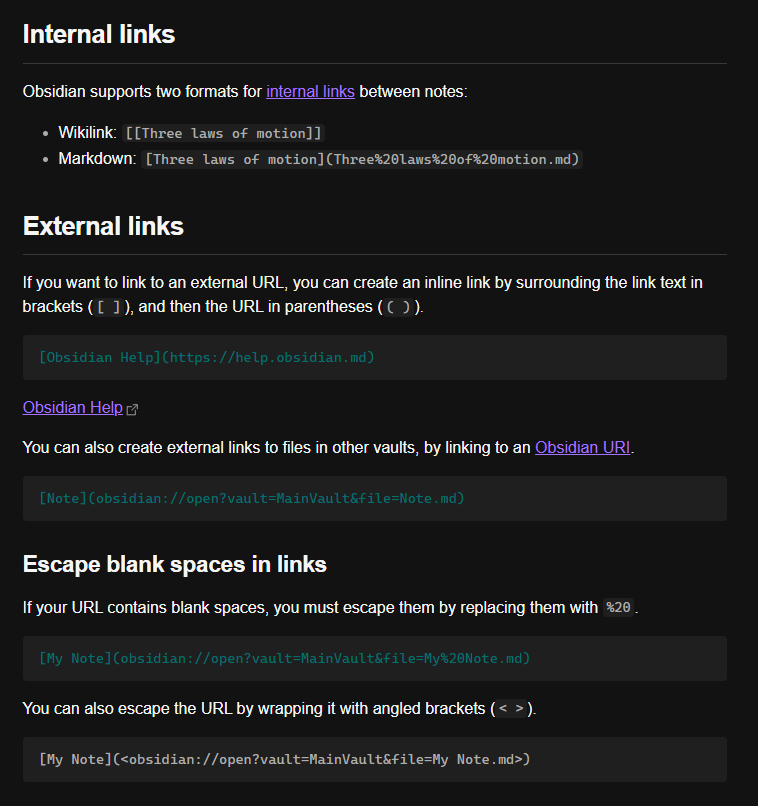 Internal links
Obsidian supports two formats for internal links between notes:
• Wikilink: [[Three laws of motion]]
• Markdown: [Three laws of motion](Three%20laws%20of%20motion.md)
External links
If you want to link to an external URL, you can create an inline link by surrounding the link text in
brackets ( [ ] ), and then the URL in parentheses ( ( ) ).
[Obsidian Help](https://help.obsidian.md)
Obsidian Help
You can also create external links to files in other vaults, by linking to an Obsidian URI.
[Note](obsidian://open?vault=MainVault&file=Note.md)
Escape blank spaces in links
If your URL contains blank spaces, you must escape them by replacing them with %20 .
[My Note](obsidian://open?vault=MainVault&file=My%20Note.md)
You can also escape the URL by wrapping it with angled brackets ( < > ).
[My Note](<obsidian://open?vault=MainVault&file=My Note.md>)